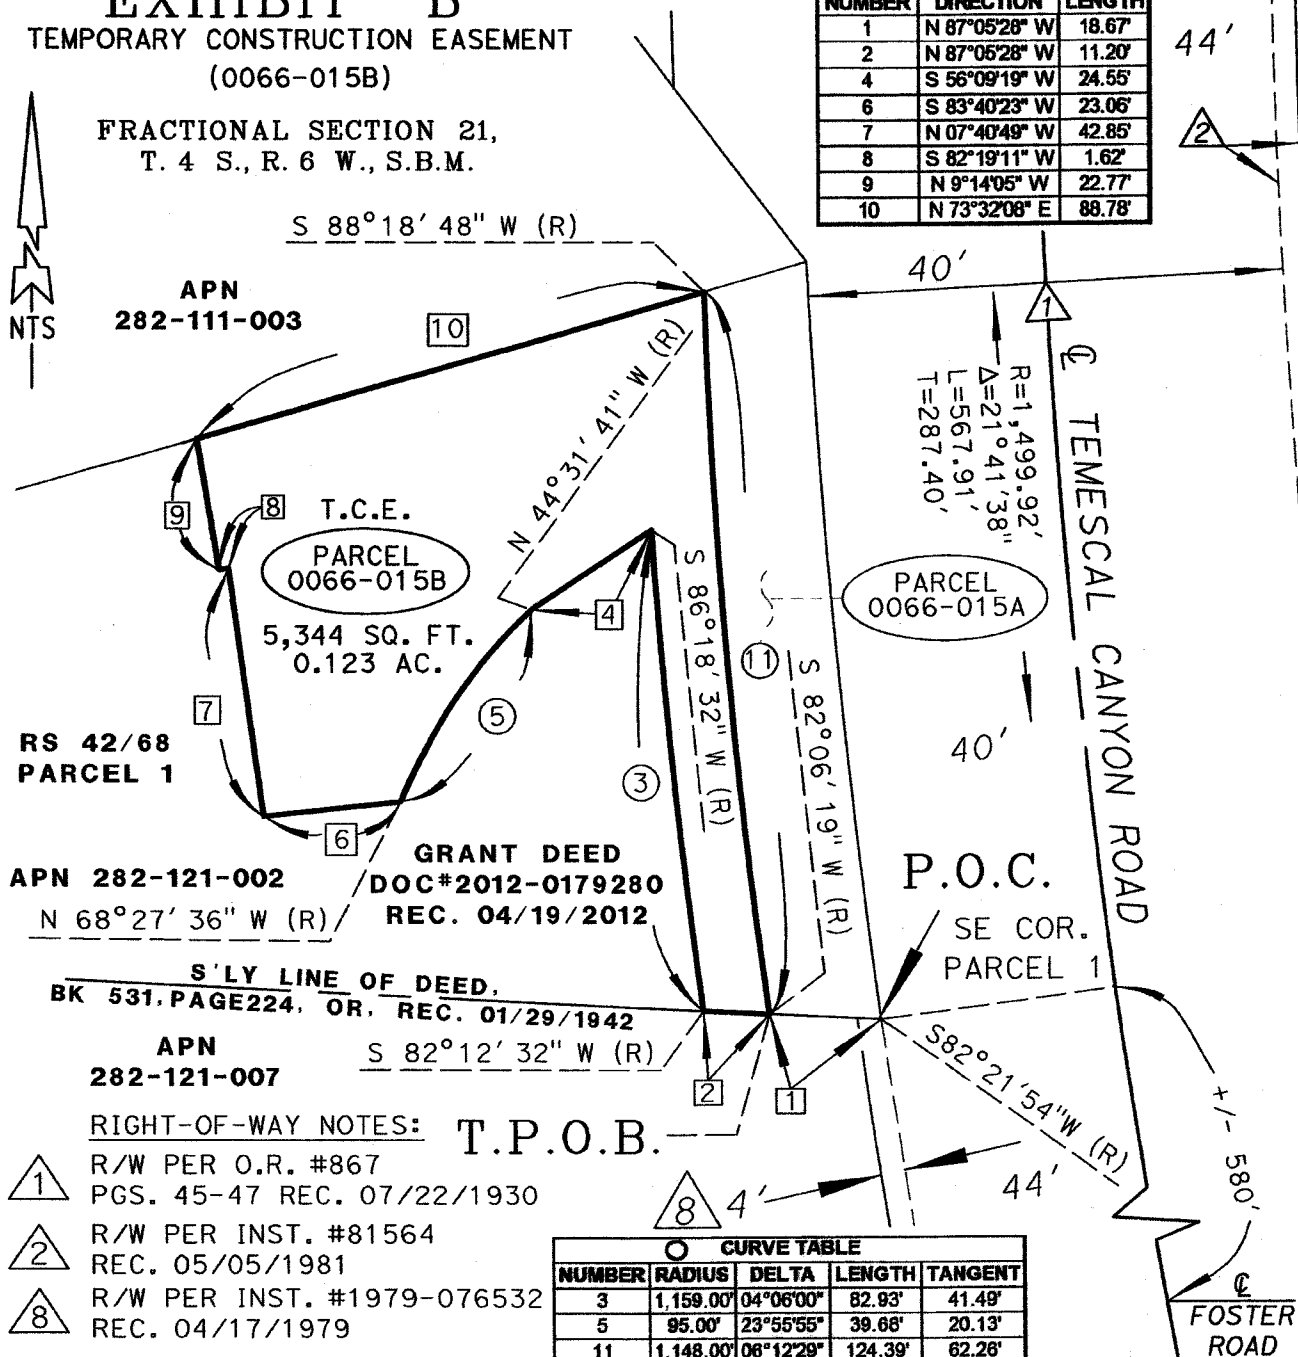 EXHIBIT "B"
TEMPORARY CONSTRUCTION EASEMENT
(0066-015B)
FRACTIONAL SECTION 21,
T. 4 S., R. 6 W., S.B.M.
NUMBER DIRECTION LENGTH
1 N 87°05'28" W 18.67'
2 N 87°05'28" W 11.20'
4 S 56°09'19" W 24.55'
6 S 83°40'23" W 23.06'
7 N 07°40'49" W 42.85'
8 S 82°19'11" W 1.62'
9 N 9°14'05" W 22.77'
10 N 73°32'08" E 88.78'
44'
2
NTS
S 88°18'48" W (R)
APN
282-111-003
10
40'
1
N 44°31'41" W (R)
R=1,499.92'
Δ=21°41'38"
L=567.91'
T=287.40'
℄ TEMESCAL CANYON ROAD
9
8
T.C.E.
PARCEL
0066-015B
5,344 SQ. FT.
0.123 AC.
4
S 86°18'32" W (R)
11
S 82°06'19" W (R)
PARCEL
0066-015A
40'
7
5
3
RS 42/68
PARCEL 1
6
APN 282-121-002
N 68°27'36" W (R)
GRANT DEED
DOC#2012-0179280
REC. 04/19/2012
P.O.C.
SE COR.
PARCEL 1
S'LY LINE OF DEED,
BK 531, PAGE224, OR, REC. 01/29/1942
APN
282-121-007
S 82°12'32" W (R)
2
1
S82°21'54"W (R)
+/- 580'
RIGHT-OF-WAY NOTES:
T.P.O.B.
1 R/W PER O.R. #867
PGS. 45-47 REC. 07/22/1930
2 R/W PER INST. #81564
REC. 05/05/1981
8 R/W PER INST. #1979-076532
REC. 04/17/1979
8
4'
44'
CURVE TABLE
NUMBER RADIUS DELTA LENGTH TANGENT
3 1,159.00' 04°06'00" 82.93' 41.49'
5 95.00' 23°55'55" 39.68' 20.13'
11 1,148.00' 06°12'29" 124.39' 62.26'
℄
FOSTER
ROAD